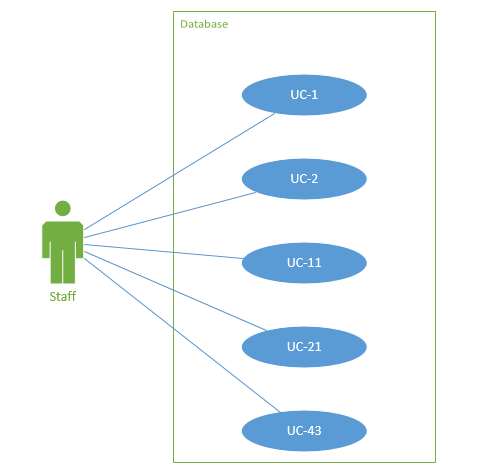 Database
UC-1
UC-2
UC-11
UC-21
UC-43
Staff